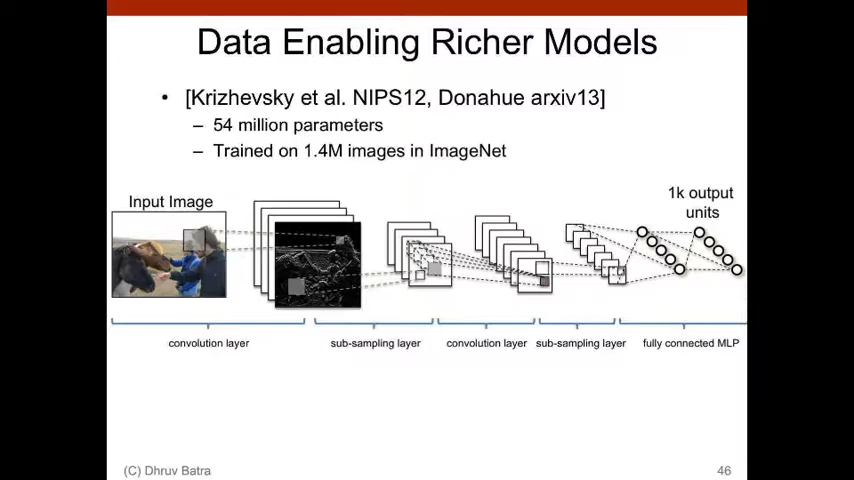 Data Enabling Richer Models
• [Krizhevsky et al. NIPS12, Donahue arxiv13]
– 54 million parameters
– Trained on 1.4M images in ImageNet
Input Image
1k output
units
convolution layer
sub-sampling layer
convolution layer
sub-sampling layer
fully connected MLP
(C) Dhruv Batra
46